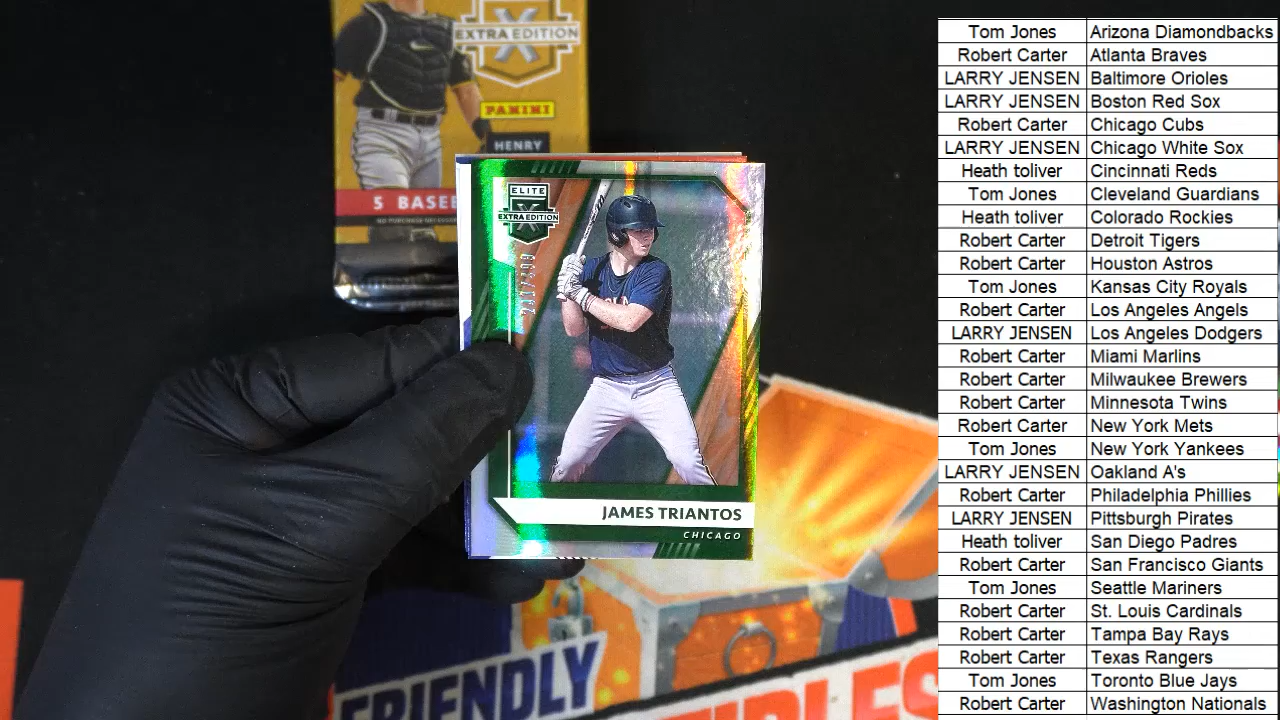 EXTRA EDITION
X
PANINI
HENRY
5 BASEB
ELITE
X
EXTRA EDITION
JAMES TRIANTOS
CHICAGO
FRIENDLY
Tom Jones Arizona Diamondbacks
Robert Carter Atlanta Braves
LARRY JENSEN Baltimore Orioles
LARRY JENSEN Boston Red Sox
Robert Carter Chicago Cubs
LARRY JENSEN Chicago White Sox
Heath toliver Cincinnati Reds
Tom Jones Cleveland Guardians
Heath toliver Colorado Rockies
Robert Carter Detroit Tigers
Robert Carter Houston Astros
Tom Jones Kansas City Royals
Robert Carter Los Angeles Angels
LARRY JENSEN Los Angeles Dodgers
Robert Carter Miami Marlins
Robert Carter Milwaukee Brewers
Robert Carter Minnesota Twins
Robert Carter New York Mets
Tom Jones New York Yankees
LARRY JENSEN Oakland A's
Robert Carter Philadelphia Phillies
LARRY JENSEN Pittsburgh Pirates
Heath toliver San Diego Padres
Robert Carter San Francisco Giants
Tom Jones Seattle Mariners
Robert Carter St. Louis Cardinals
Robert Carter Tampa Bay Rays
Robert Carter Texas Rangers
Tom Jones Toronto Blue Jays
Robert Carter Washington Nationals